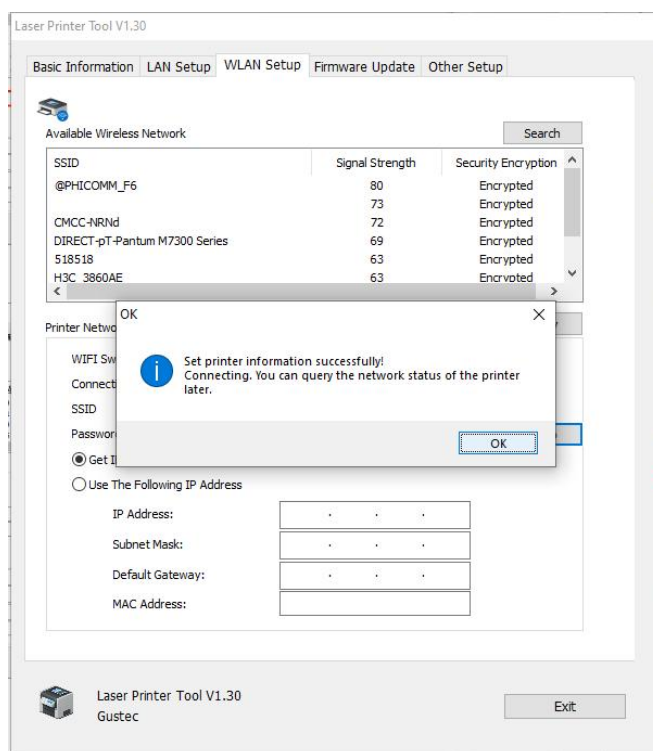 Laser Printer Tool V1.30
Basic Information LAN Setup WLAN Setup Firmware Update Other Setup
Available Wireless Network Search
SSID Signal Strength Security Encryption
@PHICOMM_F6 80 Encrypted
73 Encrypted
CMCC-NRNd 72 Encrypted
DIRECT-pT-Pantum M7300 Series 69 Encrypted
518518 63 Encrypted
H3C_3860AE 63 Encrypted
OK
Printer
WIFI
Set printer information successfully!
Connecting. You can query the network status of the printer
later.
SSID
OK
Get
Use The Following IP Address
IP Address:
Subnet Mask:
Default Gateway:
MAC Address:
Laser Printer Tool V1.30
Gustec
Exit